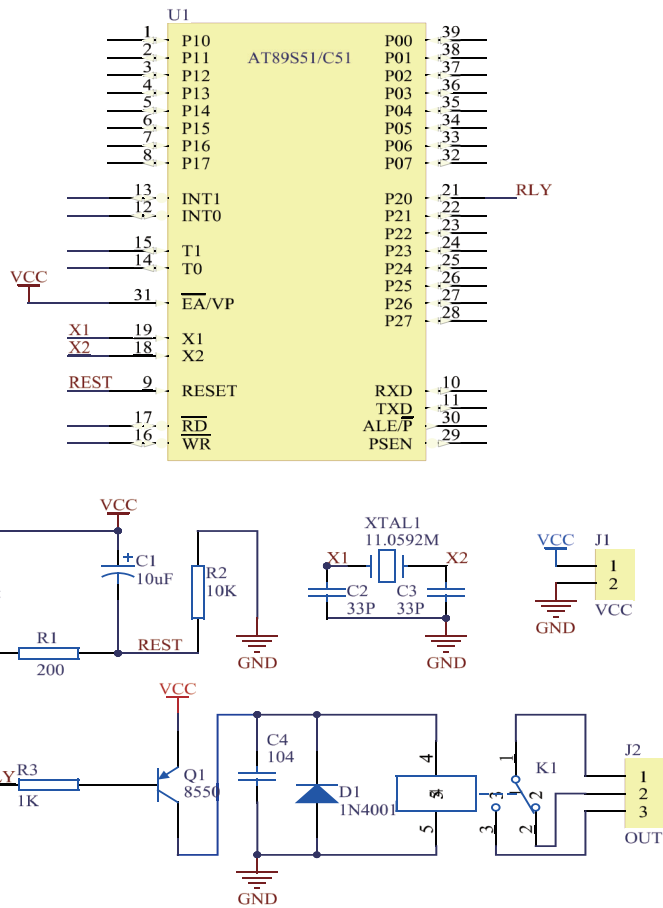 U1
AT89S51/C51
1 P10 P00 39
2 P11 P01 38
3 P12 P02 37
4 P13 P03 36
5 P14 P04 35
6 P15 P05 34
7 P16 P06 33
8 P17 P07 32
13 INT1 P20 21 RLY
12 INT0 P21 22
P22 23
15 T1 P23 24
14 T0 P24 25
P25 26
VCC 31 EA/VP P26 27
P27 28
X1 19 X1
X2 18 X2
REST 9 RESET RXD 10
TXD 11
17 RD ALE/P 30
16 WR PSEN 29
VCC
C1
10uF
R2
10K
R1
200
REST
GND
XTAL1
11.0592M
X1
X2
C2
33P
C3
33P
GND
VCC
J1
1
2
VCC
GND
VCC
LY
R3
1K
Q1
8550
C4
104
D1
1N4001
GND
4
5
1
K1
3
1
2
3
2
J2
1
2
3
OUT